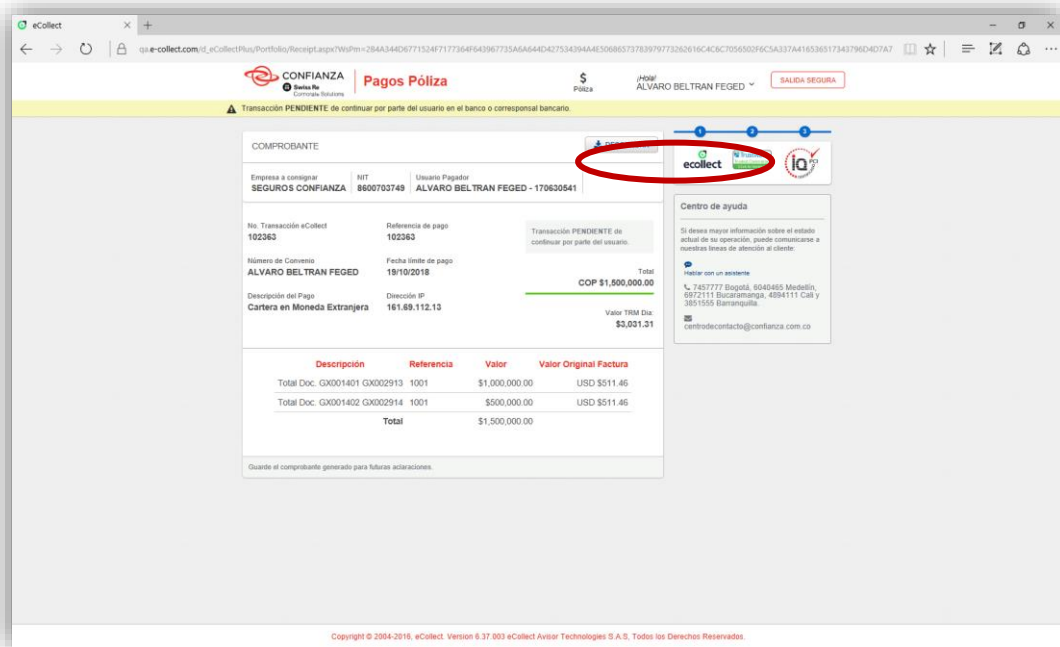 eCollect
qa.e-collect.com/d_eCollectPlus/Portfolio/Receipt.aspx?WsPm=
CONFIANZA
Swiss Re
Corporate Solutions
Pagos Póliza
$
Póliza
¡Hola!
ALVARO BELTRAN FEGED
SALIDA SEGURA
Transacción PENDIENTE de continuar por parte del usuario en el banco o corresponsal bancario.
COMPROBANTE
1 2 3
ecollect
iQ PCI
Empresa a consignar NIT Usuario Pagador
SEGUROS CONFIANZA 8600703749 ALVARO BELTRAN FEGED - 170630541
No. Transacción eCollect Referencia de pago
102363 102363
Transacción PENDIENTE de
continuar por parte del usuario.
Número de Convenio Fecha límite de pago
ALVARO BELTRAN FEGED 19/10/2018
Total
COP $1,500,000.00
Descripción del Pago Dirección IP
Cartera en Moneda Extranjera 161.69.112.13
Valor TRM Dia:
$3,031.31
Descripción Referencia Valor Valor Original Factura
Total Doc. GX001401 GX002913 1001 $1,000,000.00 USD $511.46
Total Doc. GX001402 GX002914 1001 $500,000.00 USD $511.46
Total $1,500,000.00
Guarde el comprobante generado para futuras aclaraciones.
Centro de ayuda
Si desea mayor información sobre el estado
actual de su operación, puede comunicarse a
nuestras lineas de atención al cliente:
Hablar con un asistente
7457777 Bogotá, 6040465 Medellín,
6972111 Bucaramanga, 4894111 Cali y
3851555 Barranquilla.
centrodecontacto@confianza.com.co
Copyright © 2004-2016. eCollect. Version 6.37.003 eCollect Avisor Technologies S.A.S, Todos los Derechos Reservados.